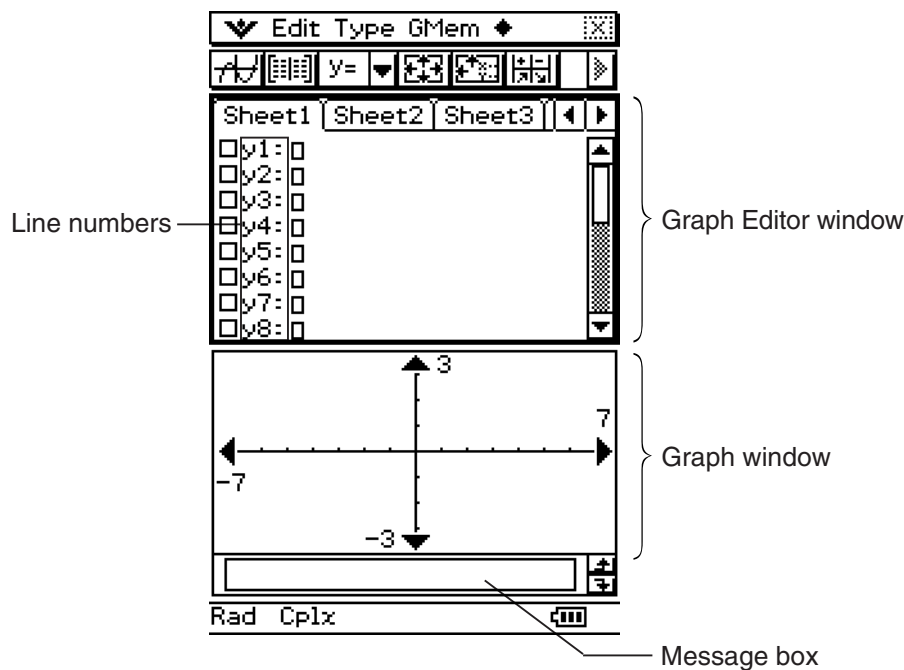 Edit Type GMem
y=
Sheet1 Sheet2 Sheet3
y1:
y2:
y3:
Line numbers
y4:
Graph Editor window
y5:
y6:
y7:
y8:
3
7
-7
Graph window
-3
Rad Cplx
Message box